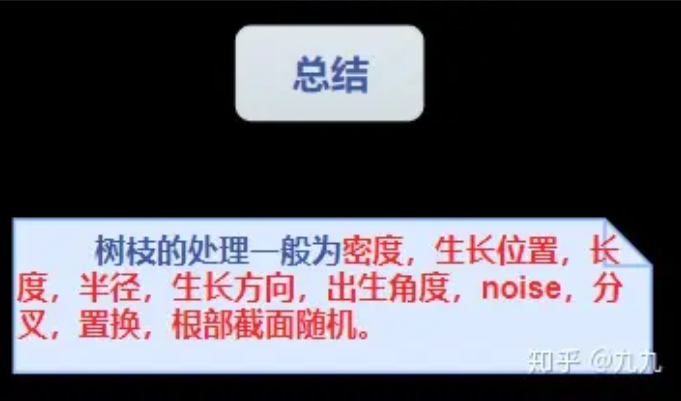 总结
树枝的处理一般为密度，生长位置，长
度，半径，生长方向，出生角度，noise，分
叉，置换，根部截面随机。
知乎 @九九